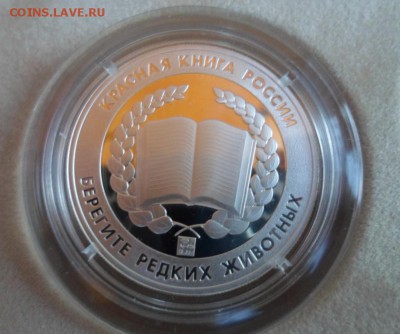 COINS.LAVE.RU
КРАСНАЯ КНИГА РОССИИ
БЕРЕГИТЕ РЕДКИХ ЖИВОТНЫХ